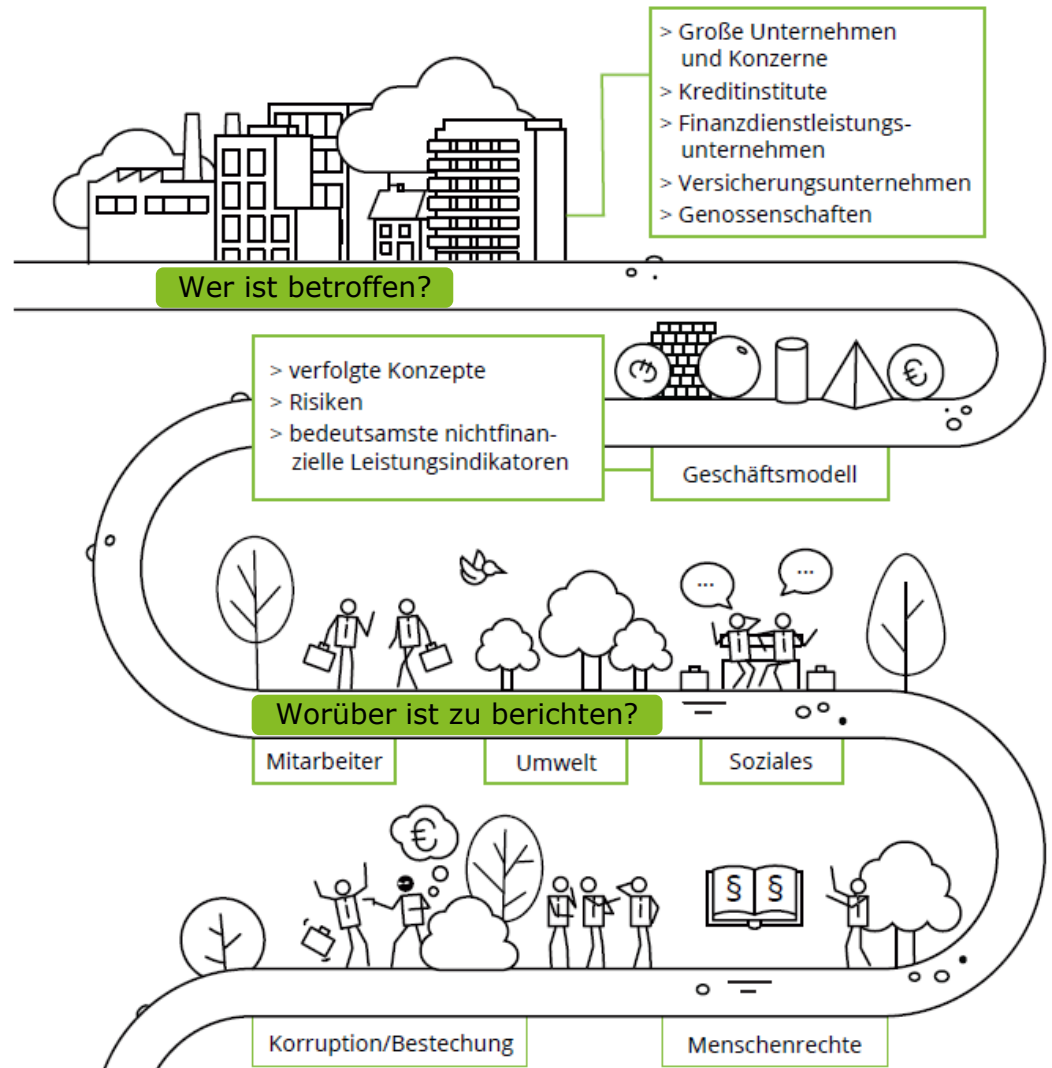 > Große Unternehmen
und Konzerne
> Kreditinstitute
> Finanzdienstleistungs-
unternehmen
> Versicherungsunternehmen
> Genossenschaften
Wer ist betroffen?
> verfolgte Konzepte
> Risiken
> bedeutsamste nichtfinan-
zielle Leistungsindikatoren
€
€
Geschäftsmodell
...
...
Worüber ist zu berichten?
Mitarbeiter
Umwelt
Soziales
€
§ §
Korruption/Bestechung
Menschenrechte